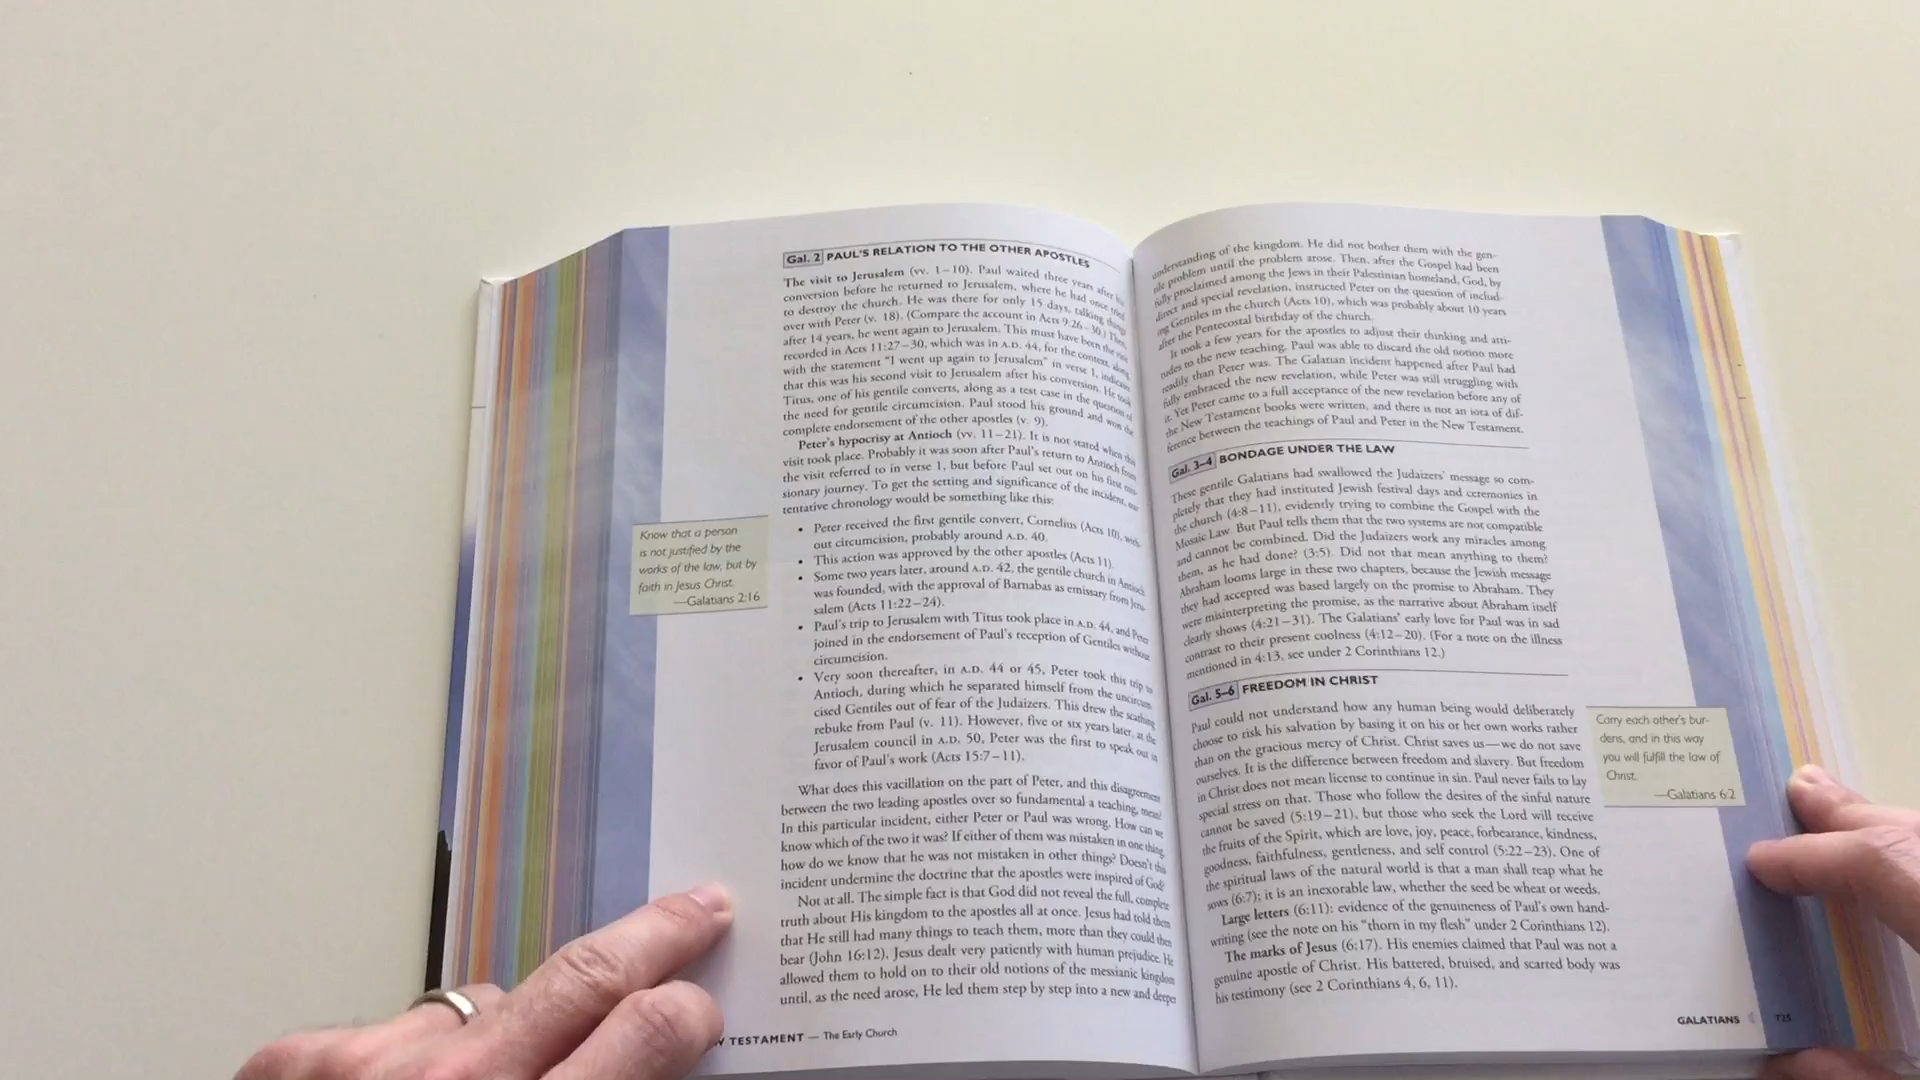 Gal. 2 PAUL'S RELATION TO THE OTHER APOSTLES
The visit to Jerusalem (vv. 1–10). Paul waited three years after his
conversion before he returned to Jerusalem, where he had once tried
to destroy the church. He was there for only 15 days, talking things
over with Peter (v. 18). (Compare the account in Acts 9:26–30.) Then,
after 14 years, he went again to Jerusalem. This must have been the visit
recorded in Acts 11:27–30, which was in A.D. 44, for the context, along
with the statement "I went up again to Jerusalem" in verse 1, indicates
that this was his second visit to Jerusalem after his conversion. He took
Titus, one of his gentile converts, along as a test case in the question of
the need for gentile circumcision. Paul stood his ground and won the
complete endorsement of the other apostles (v. 9).
Peter's hypocrisy at Antioch (vv. 11–21). It is not stated when this
visit took place. Probably it was soon after Paul's return to Antioch from
the visit referred to in verse 1, but before Paul set out on his first mis-
sionary journey. To get the setting and significance of the incident, our
tentative chronology would be something like this:
• Peter received the first gentile convert, Cornelius (Acts 10), with-
out circumcision, probably around A.D. 40.
• This action was approved by the other apostles (Acts 11).
• Some two years later, around A.D. 42, the gentile church in Antioch
was founded, with the approval of Barnabas as emissary from Jeru-
salem (Acts 11:22–24).
• Paul's trip to Jerusalem with Titus took place in A.D. 44, and Peter
joined in the endorsement of Paul's reception of Gentiles without
circumcision.
• Very soon thereafter, in A.D. 44 or 45, Peter took this trip to
Antioch, during which he separated himself from the uncircum-
cised Gentiles out of fear of the Judaizers. This drew the scathing
rebuke from Paul (v. 11). However, five or six years later, at the
Jerusalem council in A.D. 50, Peter was the first to speak out in
favor of Paul's work (Acts 15:7–11).
What does this vacillation on the part of Peter, and this disagreement
between the two leading apostles over so fundamental a teaching, mean?
In this particular incident, either Peter or Paul was wrong. How can we
know which of the two it was? If either of them was mistaken in one thing,
how do we know that he was not mistaken in other things? Doesn't this
incident undermine the doctrine that the apostles were inspired of God?
Not at all. The simple fact is that God did not reveal the full, complete
truth about His kingdom to the apostles all at once. Jesus had told them
that He still had many things to teach them, more than they could then
bear (John 16:12). Jesus dealt very patiently with human prejudice. He
allowed them to hold on to their old notions of the messianic kingdom
until, as the need arose, He led them step by step into a new and deeper
Know that a person
is not justified by the
works of the law, but by
faith in Jesus Christ.
—Galatians 2:16
TESTAMENT — The Early Church
understanding of the kingdom. He did not bother them with the gen-
tile problem until the problem arose. Then, after the Gospel had been
fully proclaimed among the Jews in their Palestinian homeland, God, by
direct and special revelation, instructed Peter on the question of includ-
ing Gentiles in the church (Acts 10), which was probably about 10 years
after the Pentecostal birthday of the church.
It took a few years for the apostles to adjust their thinking and atti-
tudes to the new teaching. Paul was able to discard the old notion more
readily than Peter was. The Galatian incident happened after Paul had
fully embraced the new revelation, while Peter was still struggling with
it. Yet Peter came to a full acceptance of the new revelation before any of
the New Testament books were written, and there is not an iota of dif-
ference between the teachings of Paul and Peter in the New Testament.
Gal. 3–4 BONDAGE UNDER THE LAW
These gentile Galatians had swallowed the Judaizers' message so com-
pletely that they had instituted Jewish festival days and ceremonies in
the church (4:8–11), evidently trying to combine the Gospel with the
Mosaic Law. But Paul tells them that the two systems are not compatible
and cannot be combined. Did the Judaizers work any miracles among
them, as he had done? (3:5). Did not that mean anything to them?
Abraham looms large in these two chapters, because the Jewish message
they had accepted was based largely on the promise to Abraham. They
were misinterpreting the promise, as the narrative about Abraham itself
clearly shows (4:21–31). The Galatians' early love for Paul was in sad
contrast to their present coolness (4:12–20). (For a note on the illness
mentioned in 4:13, see under 2 Corinthians 12.)
Gal. 5–6 FREEDOM IN CHRIST
Paul could not understand how any human being would deliberately
choose to risk his salvation by basing it on his or her own works rather
than on the gracious mercy of Christ. Christ saves us—we do not save
ourselves. It is the difference between freedom and slavery. But freedom
in Christ does not mean license to continue in sin. Paul never fails to lay
special stress on that. Those who follow the desires of the sinful nature
cannot be saved (5:19–21), but those who seek the Lord will receive
the fruits of the Spirit, which are love, joy, peace, forbearance, kindness,
goodness, faithfulness, gentleness, and self control (5:22–23). One of
the spiritual laws of the natural world is that a man shall reap what he
sows (6:7); it is an inexorable law, whether the seed be wheat or weeds.
Large letters (6:11): evidence of the genuineness of Paul's own hand-
writing (see the note on his "thorn in my flesh" under 2 Corinthians 12).
The marks of Jesus (6:17). His enemies claimed that Paul was not a
genuine apostle of Christ. His battered, bruised, and scarred body was
his testimony (see 2 Corinthians 4, 6, 11).
Carry each other's bur-
dens, and in this way
you will fulfill the law of
Christ.
—Galatians 6:2
GALATIANS 725